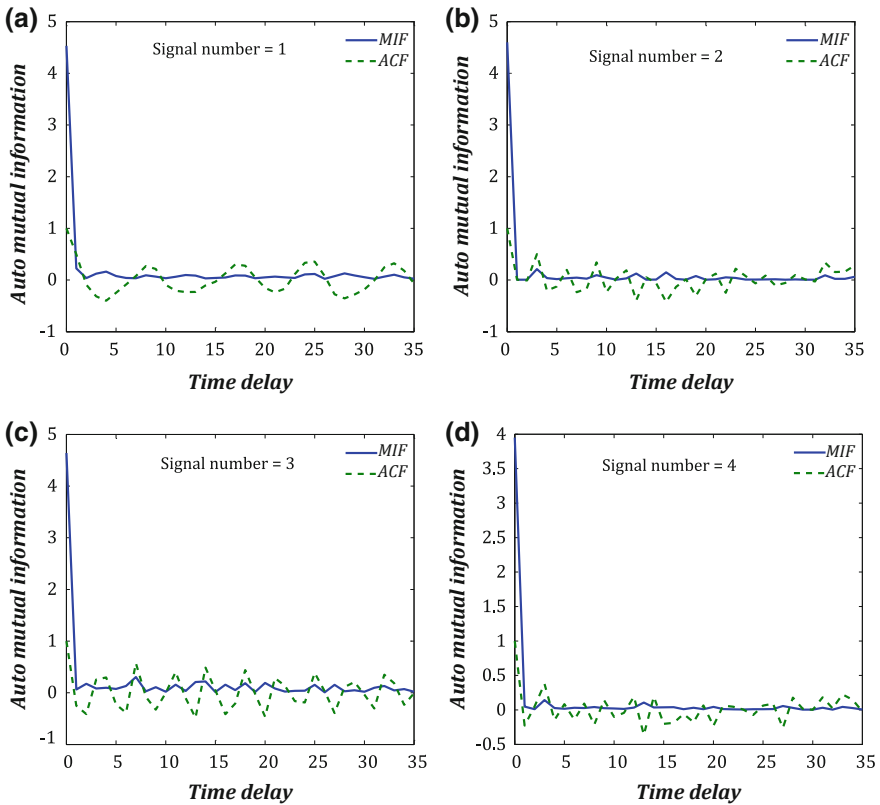 (a)
Signal number = 1
MIF
ACF
Auto mutual information
5
4
3
2
1
0
-1
0 5 10 15 20 25 30 35
Time delay
(b)
Signal number = 2
MIF
ACF
Auto mutual information
5
4
3
2
1
0
-1
0 5 10 15 20 25 30 35
Time delay
(c)
Signal number = 3
MIF
ACF
Auto mutual information
5
4
3
2
1
0
-1
0 5 10 15 20 25 30 35
Time delay
(d)
Signal number = 4
MIF
ACF
Auto mutual information
4
3.5
3
2.5
2
1.5
1
0.5
0
-0.5
0 5 10 15 20 25 30 35
Time delay